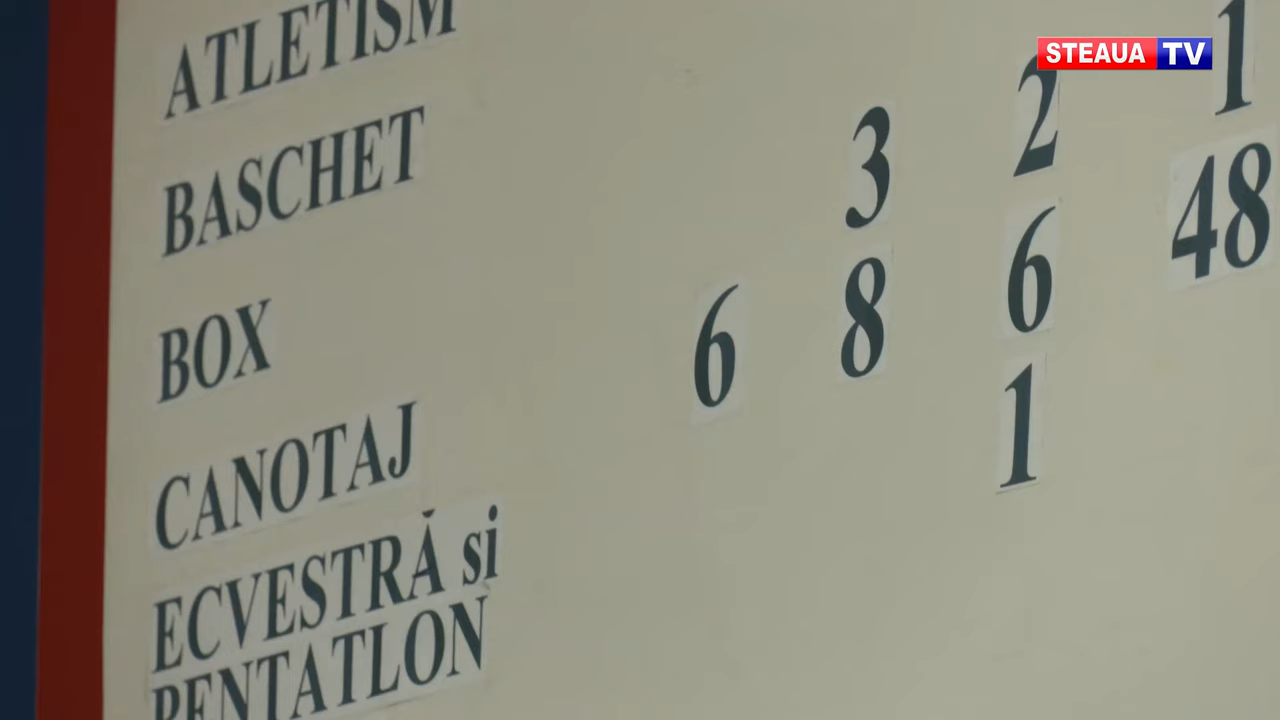 STEAUA TV
ATLETISM
BASCHET
BOX 3 2 1
CANOTAJ 6 8 6 48
ECVESTRĂ si 1
PENTATLON